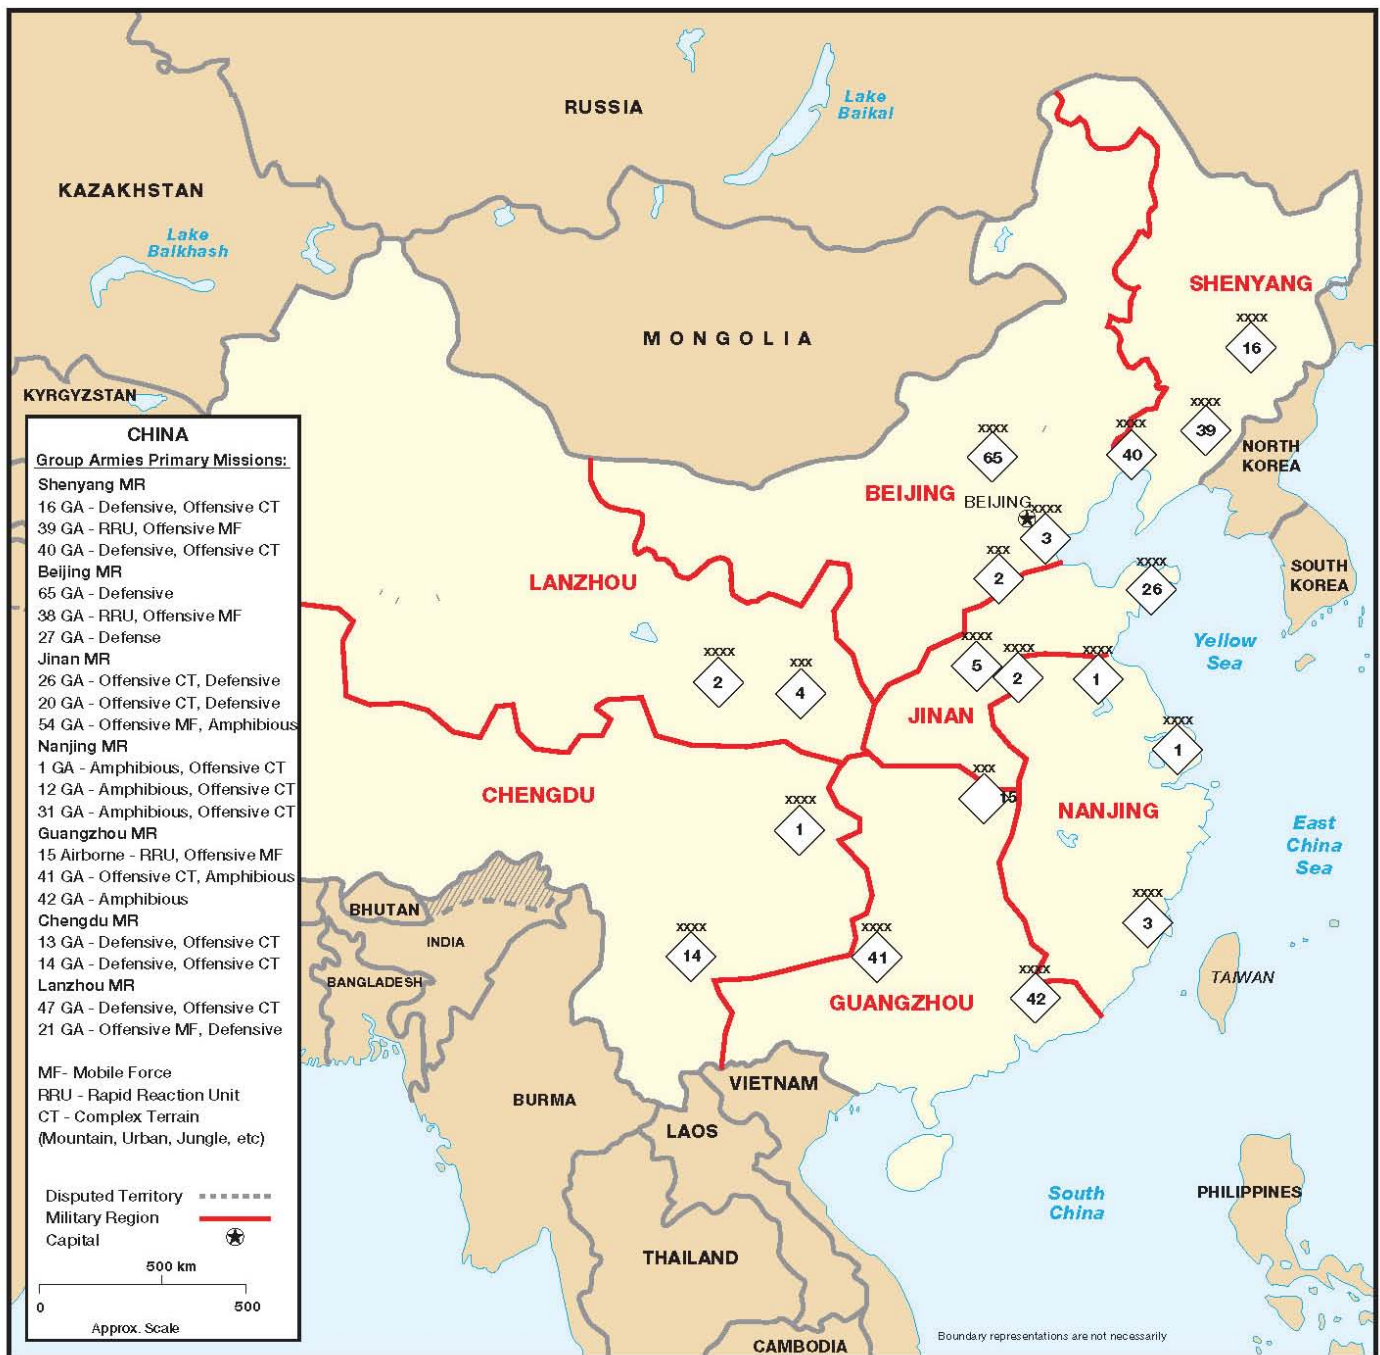 RUSSIA
Lake
Baikal
KAZAKHSTAN
Lake
Balkhash
MONGOLIA
SHENYANG
XXXX
16
KYRGYZSTAN
XXXX
39
XXXX
40
XXXX
65
NORTH
KOREA
BEIJING
BEIJING
XXXX
3
SOUTH
KOREA
XXX
2
XXXX
26
LANZHOU
Yellow
Sea
XXXX
2
XXX
4
XXXX
5
XXXX
2
XXXX
1
JINAN
XXXX
1
CHENGDU
XXX
15
NANJING
XXXX
1
East
China
Sea
BHUTAN
INDIA
BANGLADESH
XXXX
3
XXXX
14
XXXX
41
XXXX
42
GUANGZHOU
TAIWAN
BURMA
VIETNAM
LAOS
THAILAND
CAMBODIA
South
China
PHILIPPINES
CHINA
Group Armies Primary Missions:
Shenyang MR
16 GA - Defensive, Offensive CT
39 GA - RRU, Offensive MF
40 GA - Defensive, Offensive CT
Beijing MR
65 GA - Defensive
38 GA - RRU, Offensive MF
27 GA - Defense
Jinan MR
26 GA - Offensive CT, Defensive
20 GA - Offensive CT, Defensive
54 GA - Offensive MF, Amphibious
Nanjing MR
1 GA - Amphibious, Offensive CT
12 GA - Amphibious, Offensive CT
31 GA - Amphibious, Offensive CT
Guangzhou MR
15 Airborne - RRU, Offensive MF
41 GA - Offensive CT, Amphibious
42 GA - Amphibious
Chengdu MR
13 GA - Defensive, Offensive CT
14 GA - Defensive, Offensive CT
Lanzhou MR
47 GA - Defensive, Offensive CT
21 GA - Offensive MF, Defensive
MF- Mobile Force
RRU - Rapid Reaction Unit
CT - Complex Terrain
(Mountain, Urban, Jungle, etc)
Disputed Territory
Military Region
Capital
500 km
0 500
Approx. Scale
Boundary representations are not necessarily